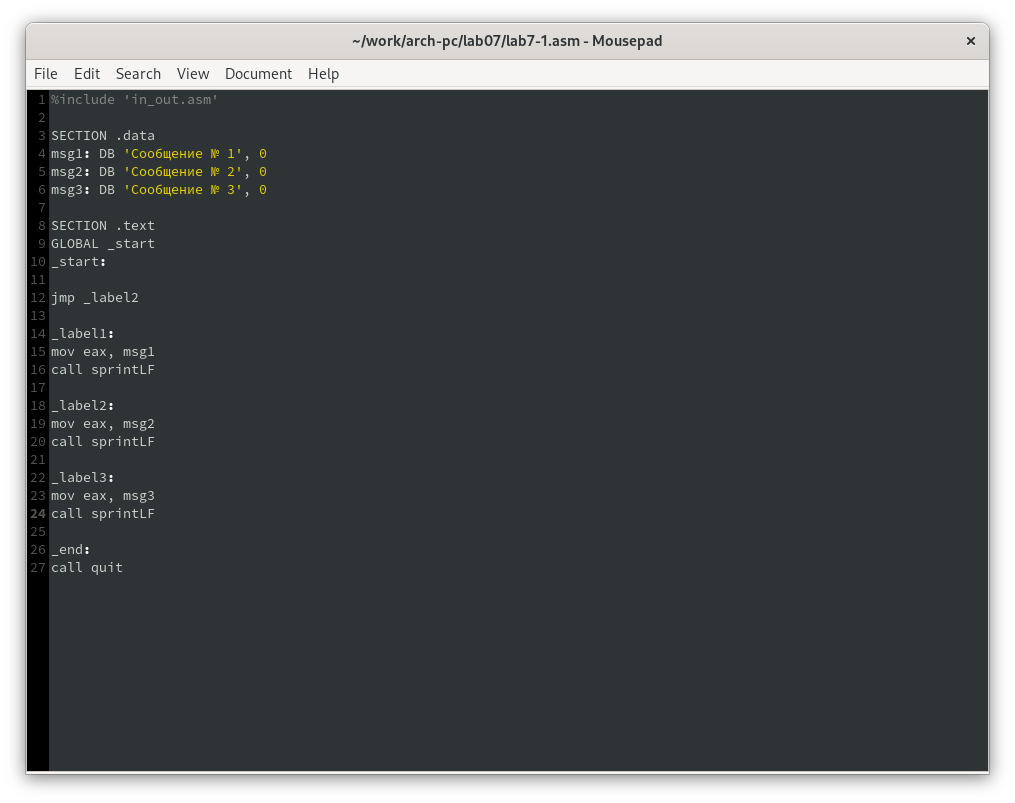 ~/work/arch-pc/lab07/lab7-1.asm - Mousepad
File Edit Search View Document Help
1 %include 'in_out.asm'
2
3 SECTION .data
4 msg1: DB 'Сообщение № 1', 0
5 msg2: DB 'Сообщение № 2', 0
6 msg3: DB 'Сообщение № 3', 0
7
8 SECTION .text
9 GLOBAL _start
10 _start:
11
12 jmp _label2
13
14 _label1:
15 mov eax, msg1
16 call sprintLF
17
18 _label2:
19 mov eax, msg2
20 call sprintLF
21
22 _label3:
23 mov eax, msg3
24 call sprintLF
25
26 _end:
27 call quit